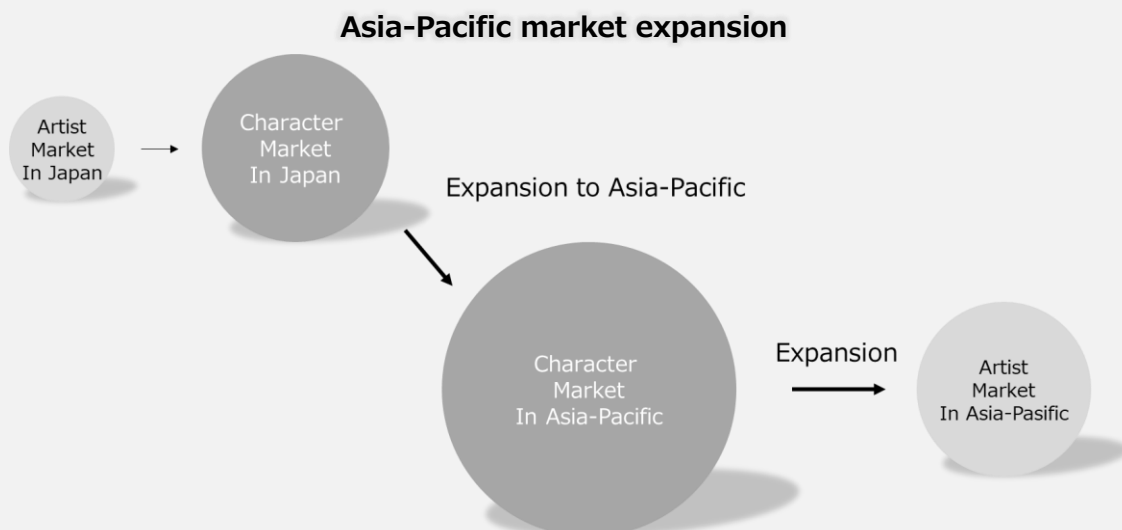 Asia-Pacific market expansion
Artist
Market
In Japan
Character
Market
In Japan
Expansion to Asia-Pacific
Character
Market
In Asia-Pacific
Expansion
Artist
Market
In Asia-Pasific